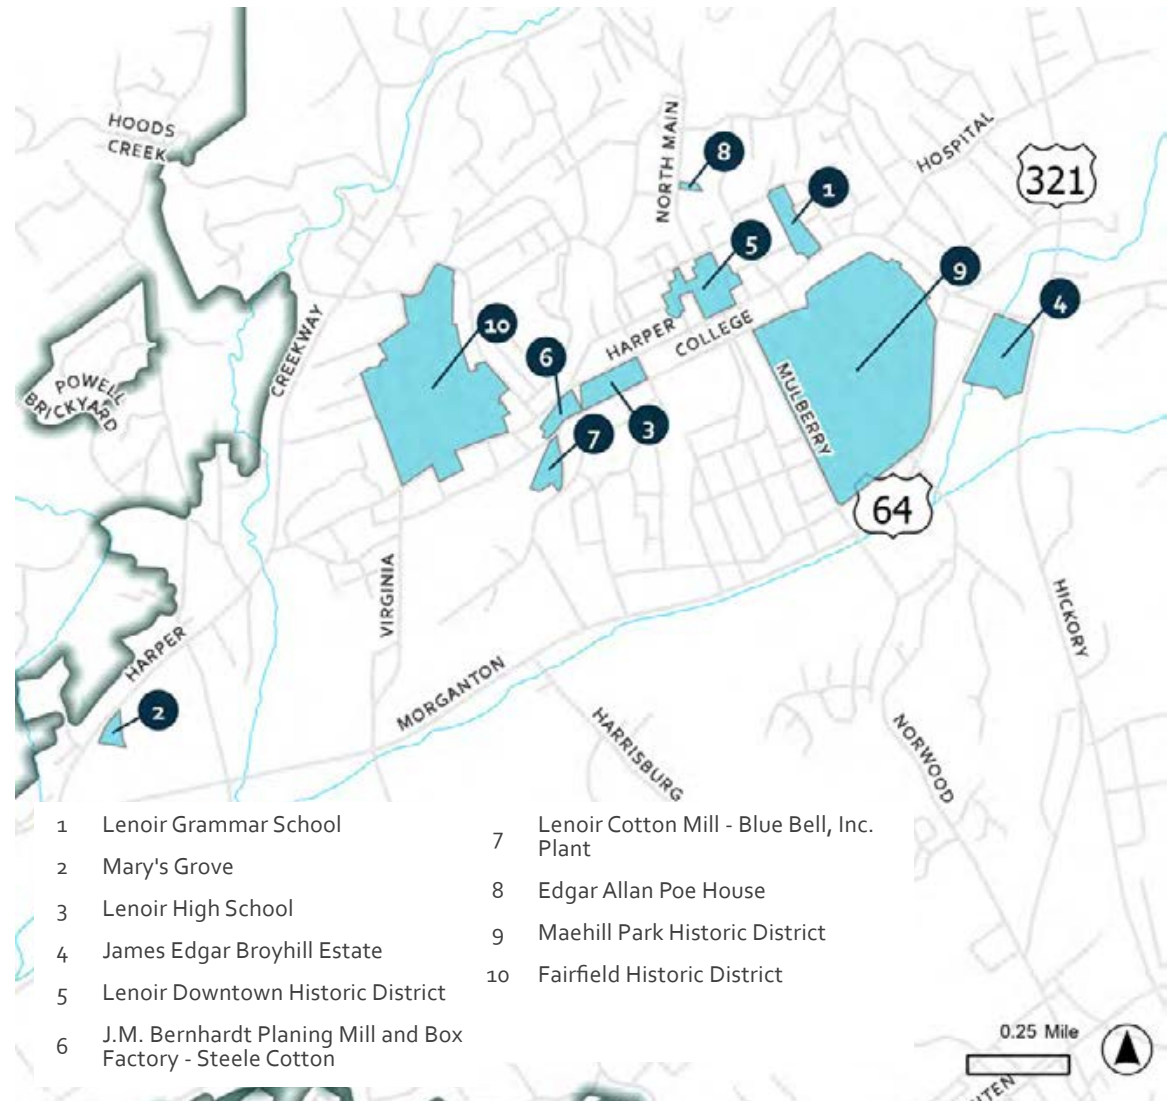 HOODS
CREEK
NORTH MAIN
8
HOSPITAL
321
1
5
9
4
POWELL
BRICKYARD
CREEKWAY
10
HARPER
COLLEGE
6
MULBERRY
3
7
64
VIRGINIA
HICKORY
HARPER
MORGANTON
2
HARRISBURG
NORWOOD
1 Lenoir Grammar School
2 Mary's Grove
3 Lenoir High School
4 James Edgar Broyhill Estate
5 Lenoir Downtown Historic District
6 J.M. Bernhardt Planing Mill and Box
Factory - Steele Cotton
7 Lenoir Cotton Mill - Blue Bell, Inc.
Plant
8 Edgar Allan Poe House
9 Maehill Park Historic District
10 Fairfield Historic District
0.25 Mile